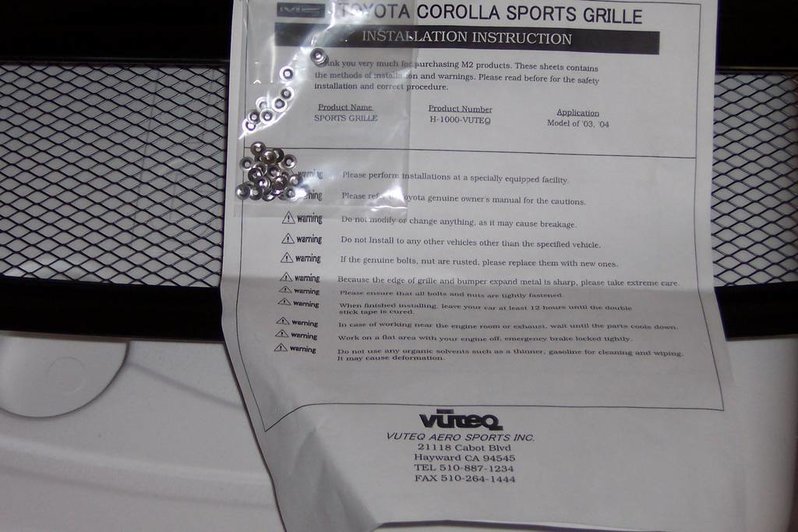 TOYOTA COROLLA SPORTS GRILLE
INSTALLATION INSTRUCTION
you very much for purchasing M2 products. These sheets contains
the methods of and warnings. Please read before for the safety
installation and correct procedure.
Product Name Product Number Application
SPORTS GRILLE H-1000-VUTEQ Model of '03, '04
Please perform installations at a specially equipped facility.
Please Toyota genuine owner's manual for the cautions.
warning Do not modify or change anything, as it may cause breakage.
warning Do not Install to any other vehicles other than the specified vehicle.
warning If the genuine bolts, nut are rusted, please replace them with new ones.
warning Because the edge of grille and bumper expand metal is sharp, please take extreme care.
warning Please ensure that all bolts and nuts are tightly fastened.
warning When finished installing, leave your car at least 12 hours until the double
stick tape is cured.
warning In case of working near the engine room or exhaust, wait until the parts cools down.
warning Work on a flat area with your engine off, emergency brake locked tightly.
warning Do not use any organic solvents such as a thinner, gasoline for cleaning and wiping.
It may cause deformation.
VUTEQ
VUTEQ AERO SPORTS INC.
21118 Cabot Blvd
Hayward CA 94545
TEL 510-887-1234
FAX 510-264-1444